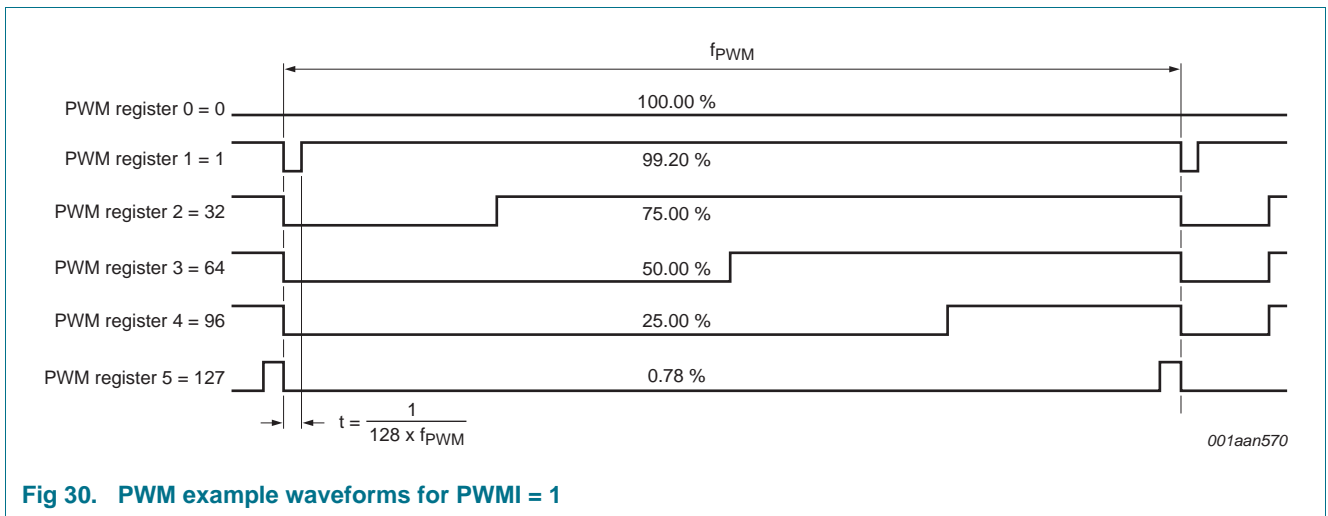 fPWM
PWM register 0 = 0
100.00 %
PWM register 1 = 1
99.20 %
PWM register 2 = 32
75.00 %
PWM register 3 = 64
50.00 %
PWM register 4 = 96
25.00 %
PWM register 5 = 127
0.78 %
t = 1
128 x fPWM
001aan570
Fig 30. PWM example waveforms for PWMI = 1